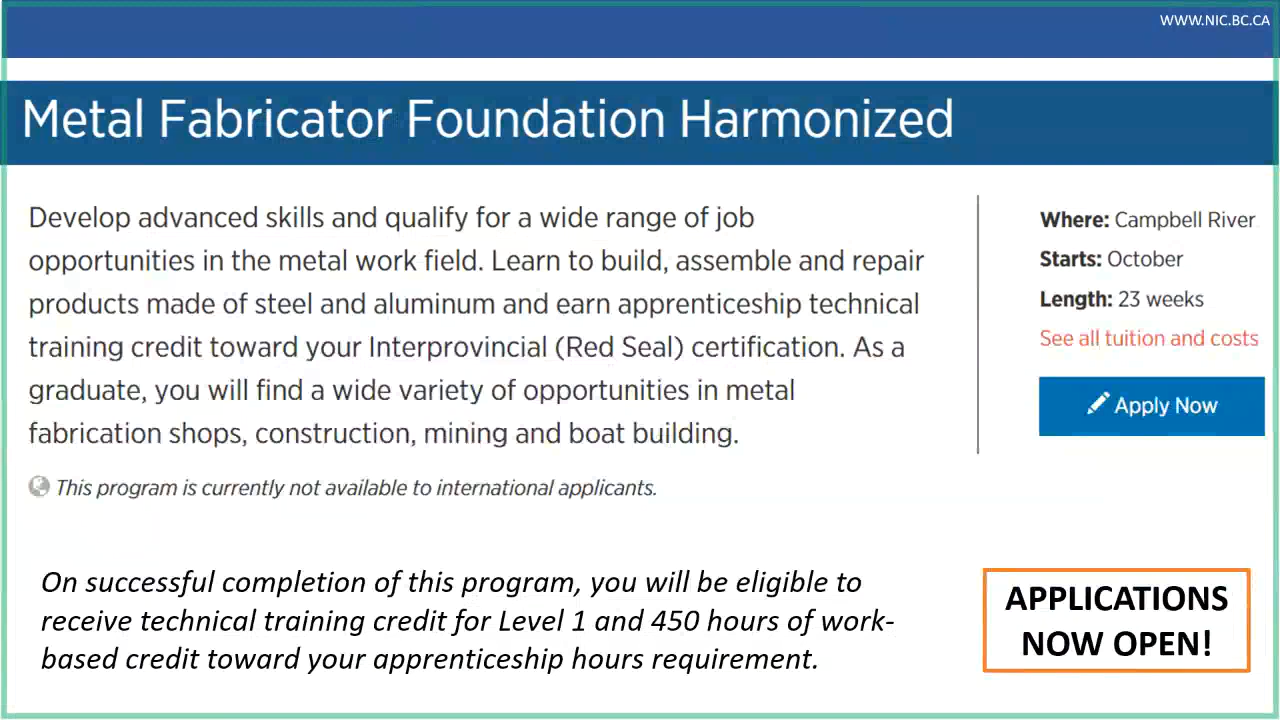 WWW.NIC.BC.CA
Metal Fabricator Foundation Harmonized
Develop advanced skills and qualify for a wide range of job
opportunities in the metal work field. Learn to build, assemble and repair
products made of steel and aluminum and earn apprenticeship technical
training credit toward your Interprovincial (Red Seal) certification. As a
graduate, you will find a wide variety of opportunities in metal
fabrication shops, construction, mining and boat building.
This program is currently not available to international applicants.
Where: Campbell River
Starts: October
Length: 23 weeks
See all tuition and costs
Apply Now
On successful completion of this program, you will be eligible to
receive technical training credit for Level 1 and 450 hours of work-
based credit toward your apprenticeship hours requirement.
APPLICATIONS
NOW OPEN!